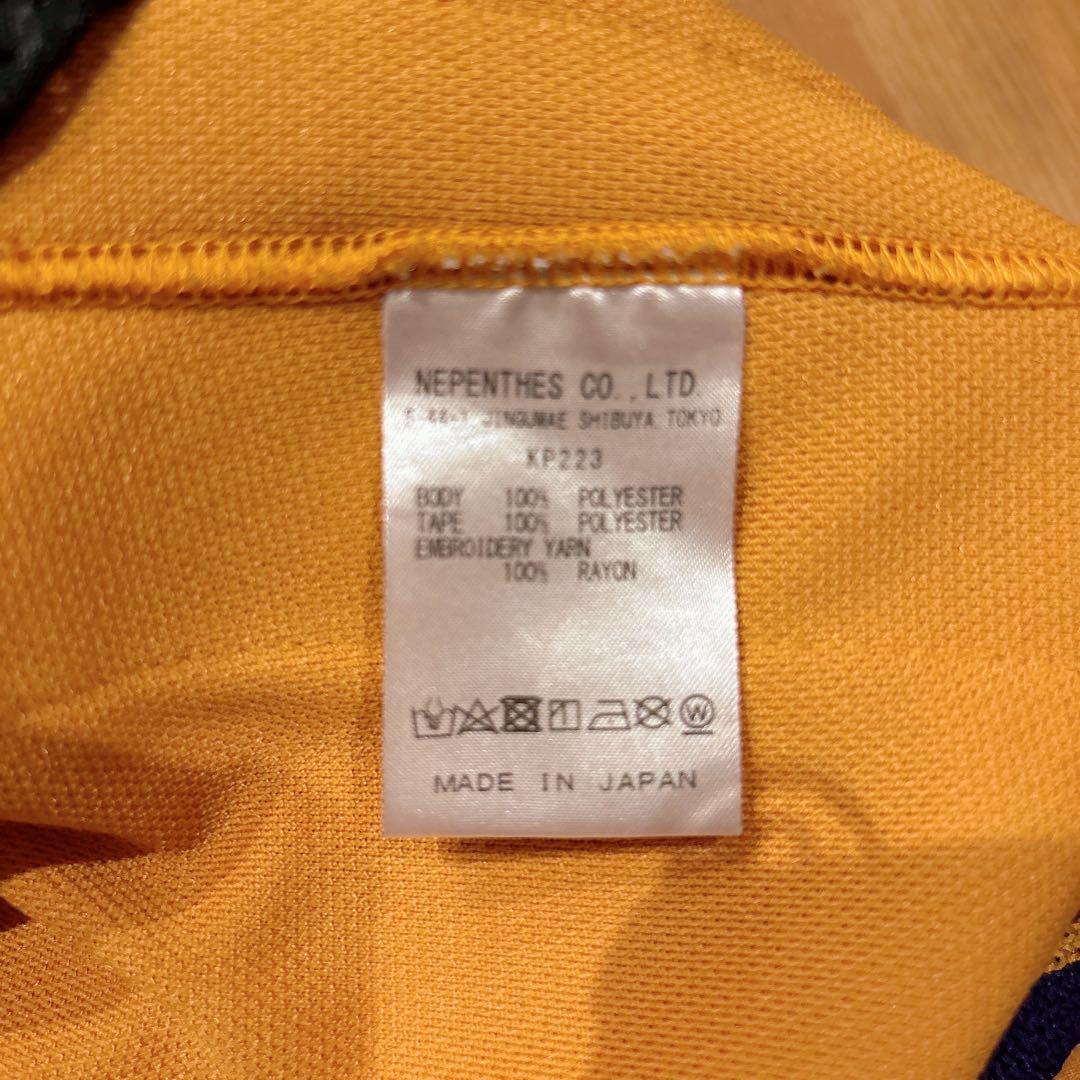 NEPENTHES CO.,LTD.
JINGUMAE SHIBUYA TOKYO
KP223
BODY 100% POLYESTER
TAPE 100% POLYESTER
EMBROIDERY YARN
100% RAYON
W
MADE IN JAPAN